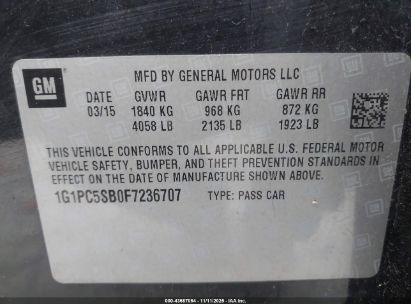 GM
MFD BY GENERAL MOTORS LLC
DATE GVWR GAWR FRT GAWR RR
03/15 1840 KG 968 KG 872 KG
4058 LB 2135 LB 1923 LB
THIS VEHICLE CONFORMS TO ALL APPLICABLE U.S. FEDERAL MOTOR
VEHICLE SAFETY, BUMPER, AND THEFT PREVENTION STANDARDS IN
EFFECT ON THE DATE OF MANUFACTURE SHOWN ABOVE.
1G1PC5SB0F7236707 TYPE: PASS CAR